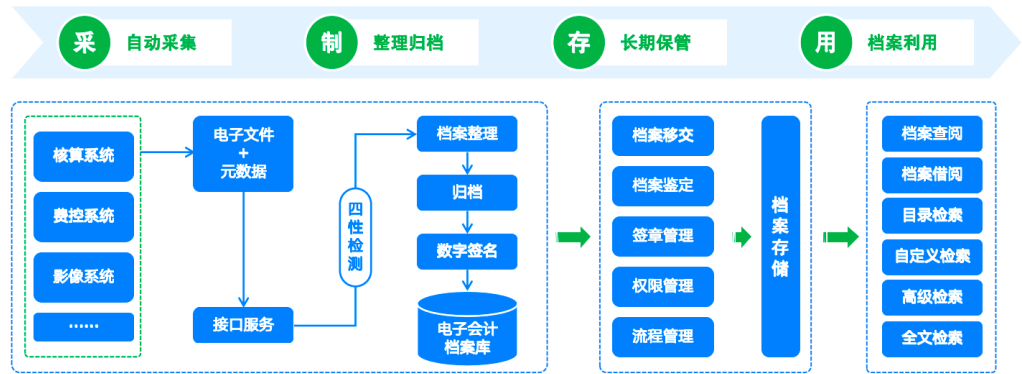 采 自动采集
制 整理归档
存 长期保管
用 档案利用
核算系统
费控系统
影像系统
……
电子文件
+
元数据
接口服务
四性检测
档案整理
归档
数字签名
电子会计
档案库
档案移交
档案鉴定
签章管理
权限管理
流程管理
档案存储
档案查阅
档案借阅
目录检索
自定义检索
高级检索
全文检索